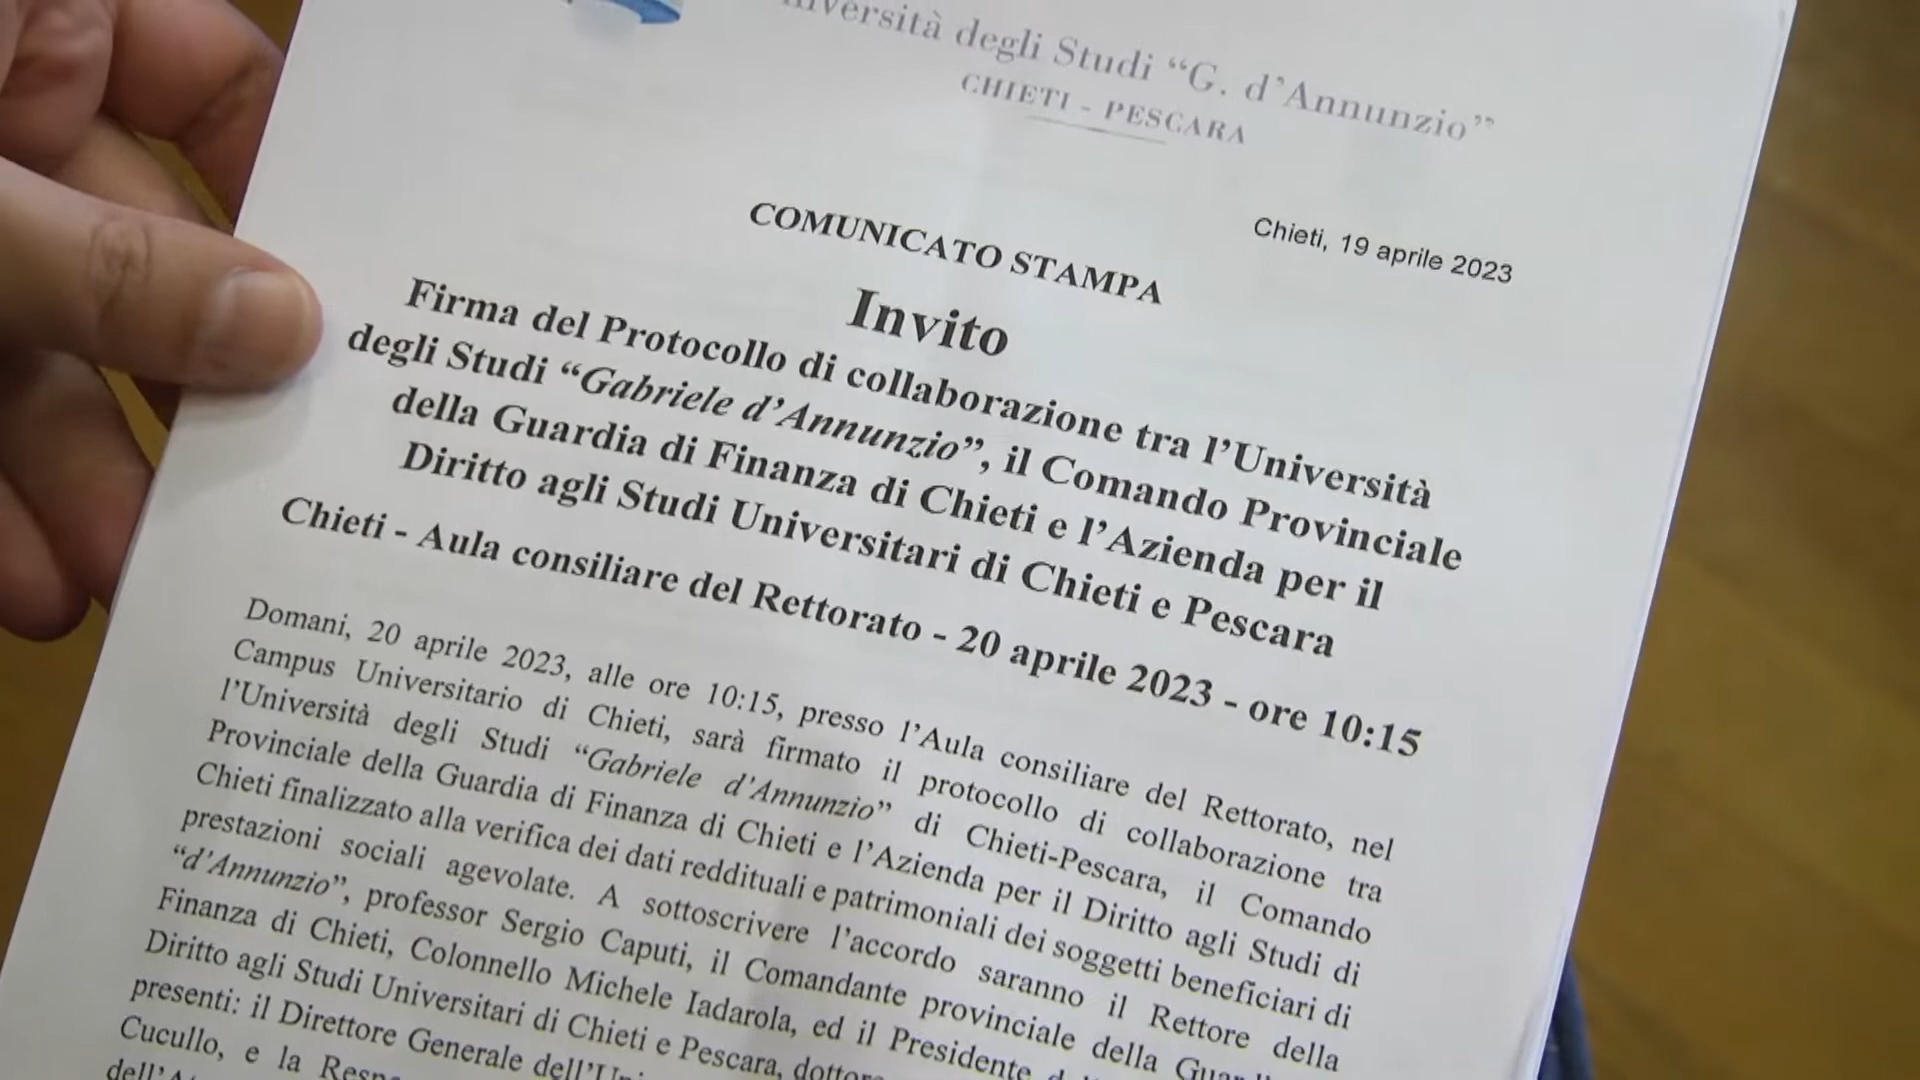 degli Studi “G. d’Annunzio”
CHIETI - PESCARA
Chieti, 19 aprile 2023
COMUNICATO STAMPA
Invito
Firma del Protocollo di collaborazione tra l’Università
degli Studi “Gabriele d’Annunzio”, il Comando Provinciale
della Guardia di Finanza di Chieti e l’Azienda per il
Diritto agli Studi Universitari di Chieti e Pescara
Chieti - Aula consiliare del Rettorato - 20 aprile 2023 - ore 10:15
Domani, 20 aprile 2023, alle ore 10:15, presso l’Aula consiliare del Rettorato, nel
Campus Universitario di Chieti, sarà firmato il protocollo di collaborazione tra
l’Università degli Studi “Gabriele d’Annunzio” di Chieti-Pescara, il Comando
Provinciale della Guardia di Finanza di Chieti e l’Azienda per il Diritto agli Studi di
Chieti finalizzato alla verifica dei dati reddituali e patrimoniali dei soggetti beneficiari di
prestazioni sociali agevolate. A sottoscrivere l’accordo saranno il Rettore della
“d’Annunzio”, professor Sergio Caputi, il Comandante provinciale della
Finanza di Chieti, Colonnello Michele Iadarola, ed il Presidente
Diritto agli Studi Universitari di Chieti e Pescara,
presenti: il Direttore Generale
Cucullo, e la